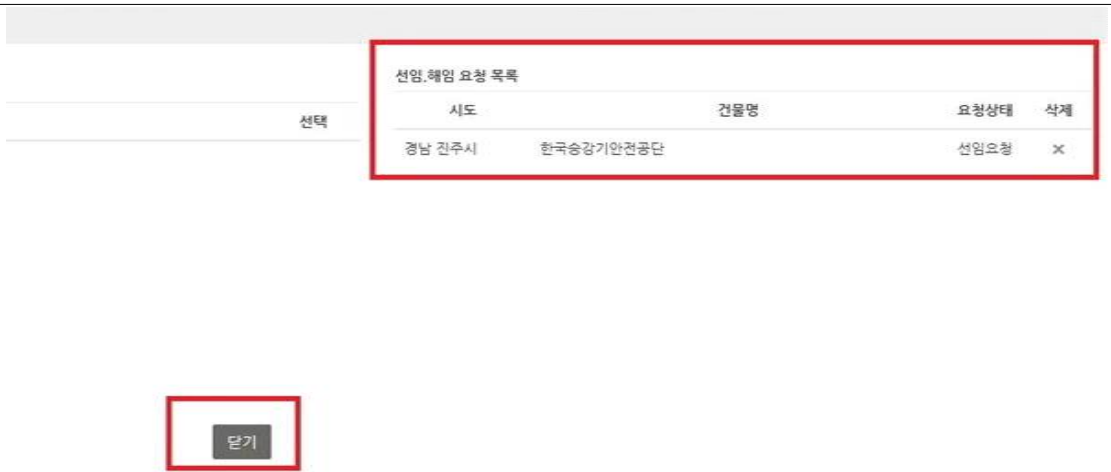 선임.해임 요청 목록
선택
시도 건물명 요청상태 삭제
경남 진주시 한국승강기안전공단 선임요청 ×
닫기